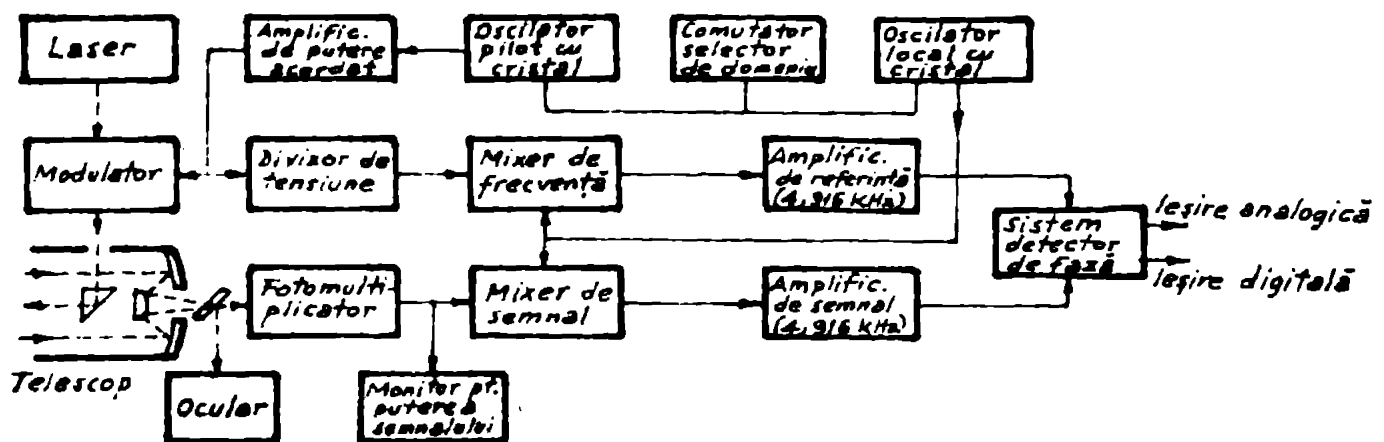 Laser
Amplific.
de putere
acordat
Oscilator
pilot cu
cristal
Comutator
selector
de domeniu
Oscilator
local cu
cristal
Modulator
Divizor de
tensiune
Mixer de
frecvență
Amplific.
de referință
(4,916 KHz)
Sistem
detector
de fază
Ieșire analogică
Ieșire digitală
Fotomulti-
plicator
Mixer de
semnal
Amplific.
de semnal
(4,916 KHz)
Telescop
Ocular
Monitor pt.
puterea
semnalului